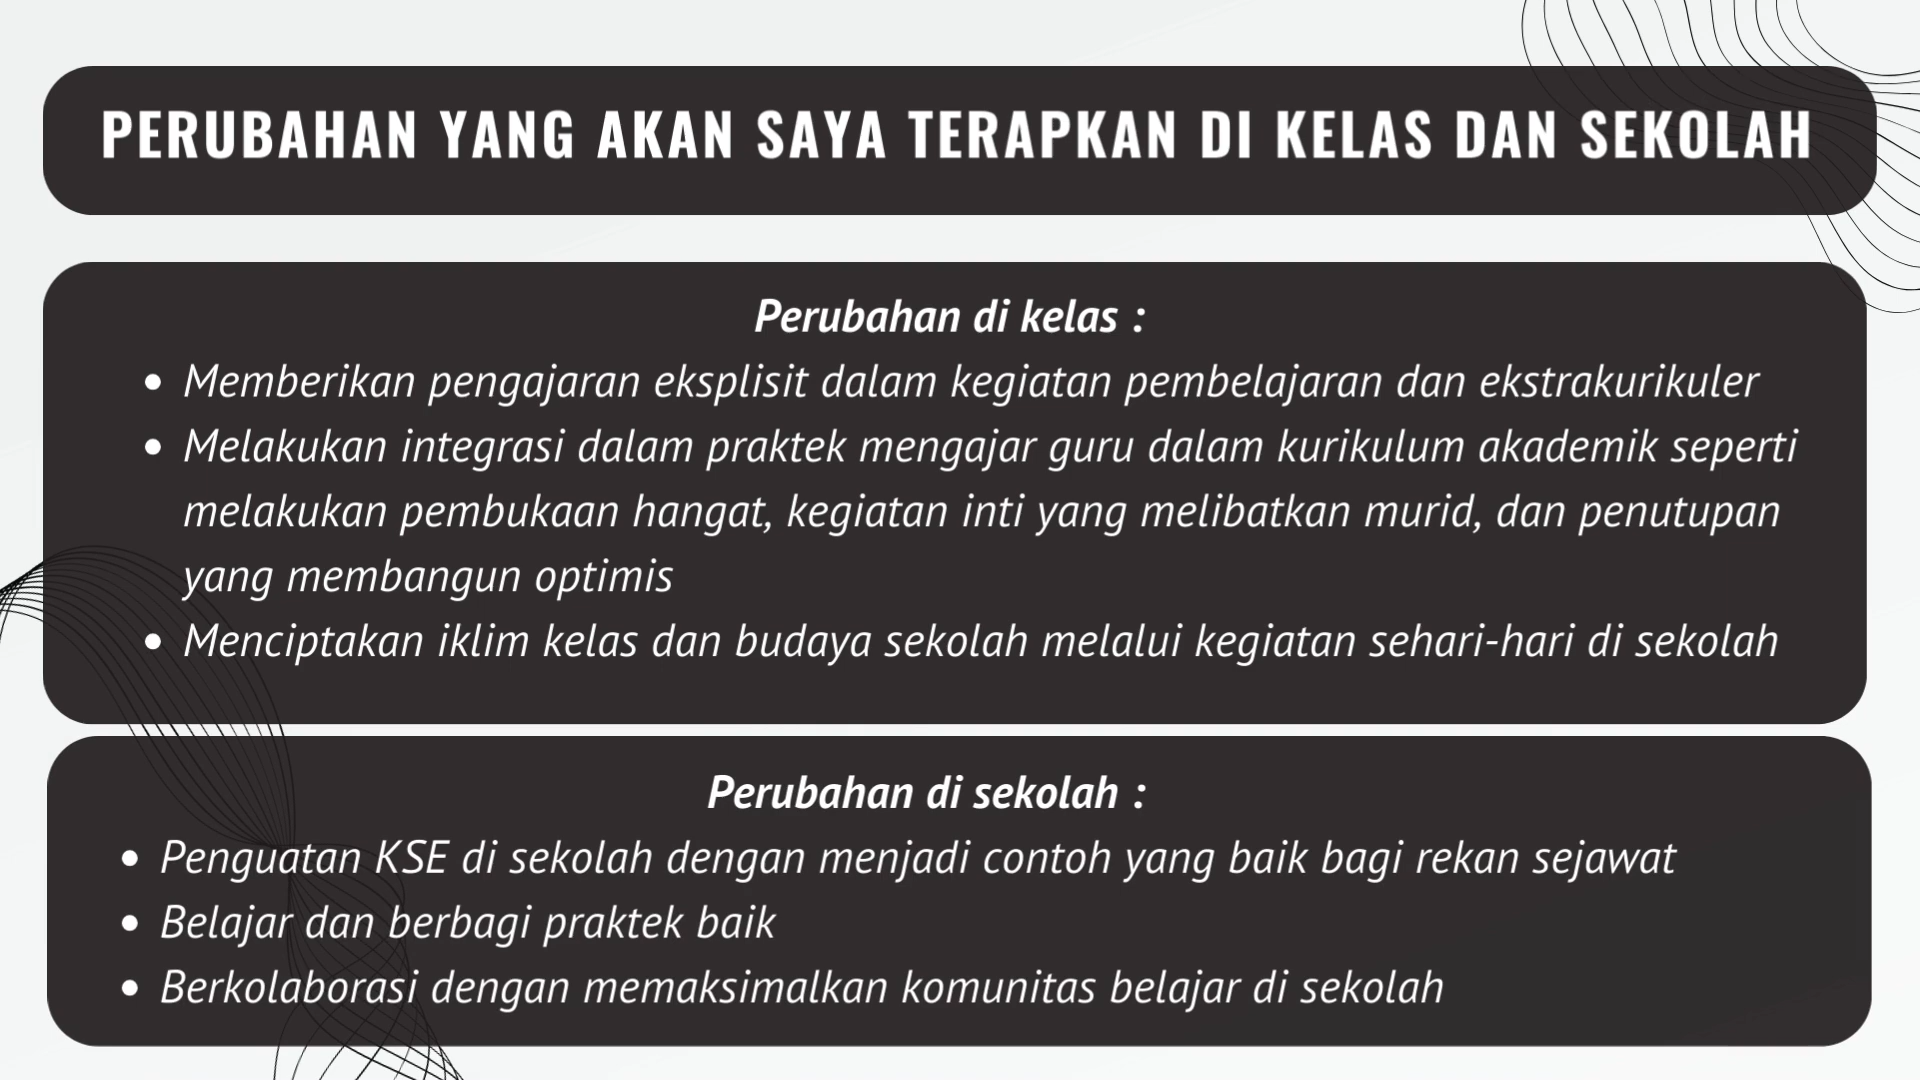 PERUBAHAN YANG AKAN SAYA TERAPKAN DI KELAS DAN SEKOLAH
Perubahan di kelas :
• Memberikan pengajaran eksplisit dalam kegiatan pembelajaran dan ekstrakurikuler
• Melakukan integrasi dalam praktek mengajar guru dalam kurikulum akademik seperti
melakukan pembukaan hangat, kegiatan inti yang melibatkan murid, dan penutupan
yang membangun optimis
• Menciptakan iklim kelas dan budaya sekolah melalui kegiatan sehari-hari di sekolah
Perubahan di sekolah :
• Penguatan KSE di sekolah dengan menjadi contoh yang baik bagi rekan sejawat
• Belajar dan berbagi praktek baik
• Berkolaborasi dengan memaksimalkan komunitas belajar di sekolah